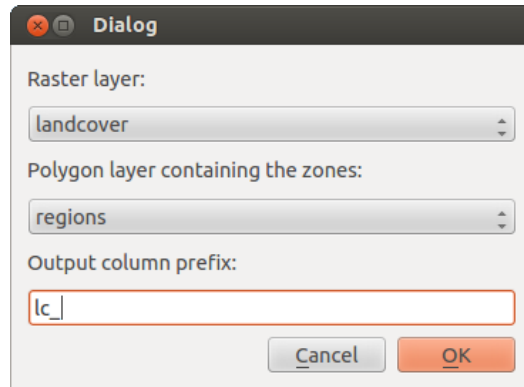 Dialog
Raster layer:
landcover
Polygon layer containing the zones:
regions
Output column prefix:
lc_
Cancel OK